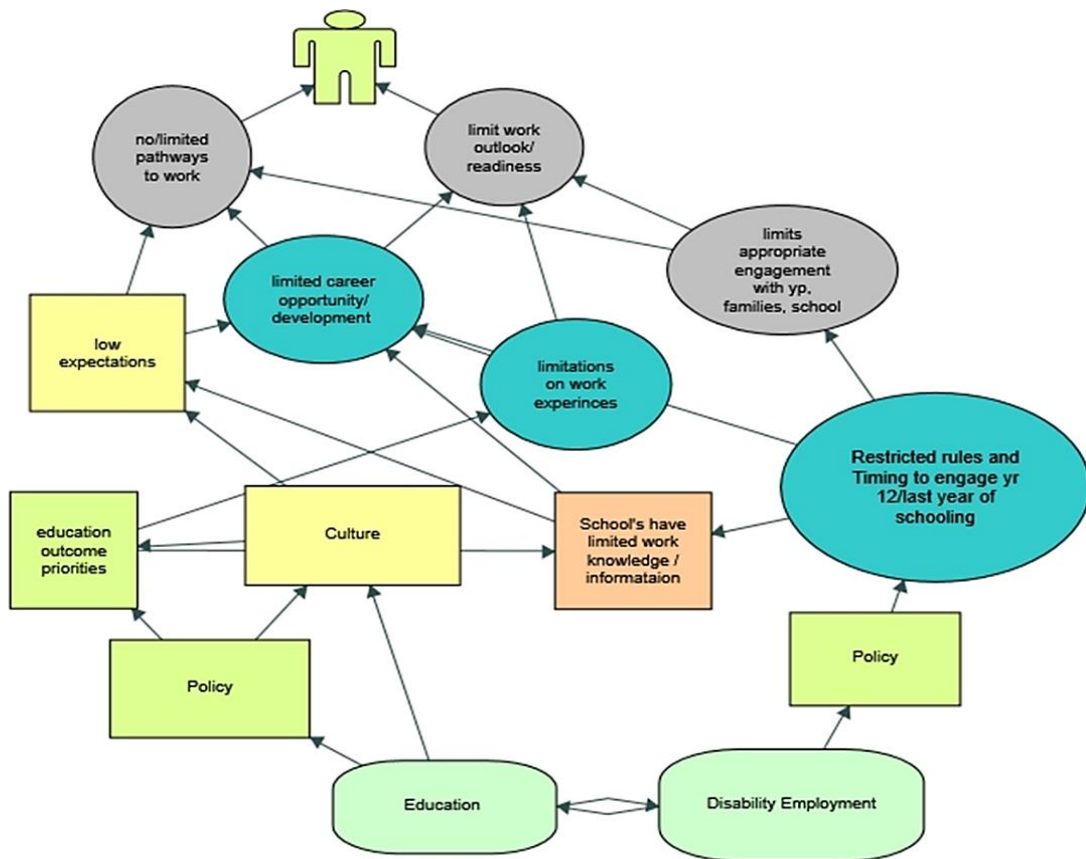 no/limited
pathways
to work
limit work
outlook/
readiness
limits
appropriate
engagement
with yp,
families, school
limited career
opportunity/
development
low
expectations
limitations
on work
experinces
Restricted rules and
Timing to engage yr
12/last year of
schooling
education
outcome
priorities
Culture
School's have
limited work
knowledge /
informataion
Policy
Policy
Education
Disability Employment